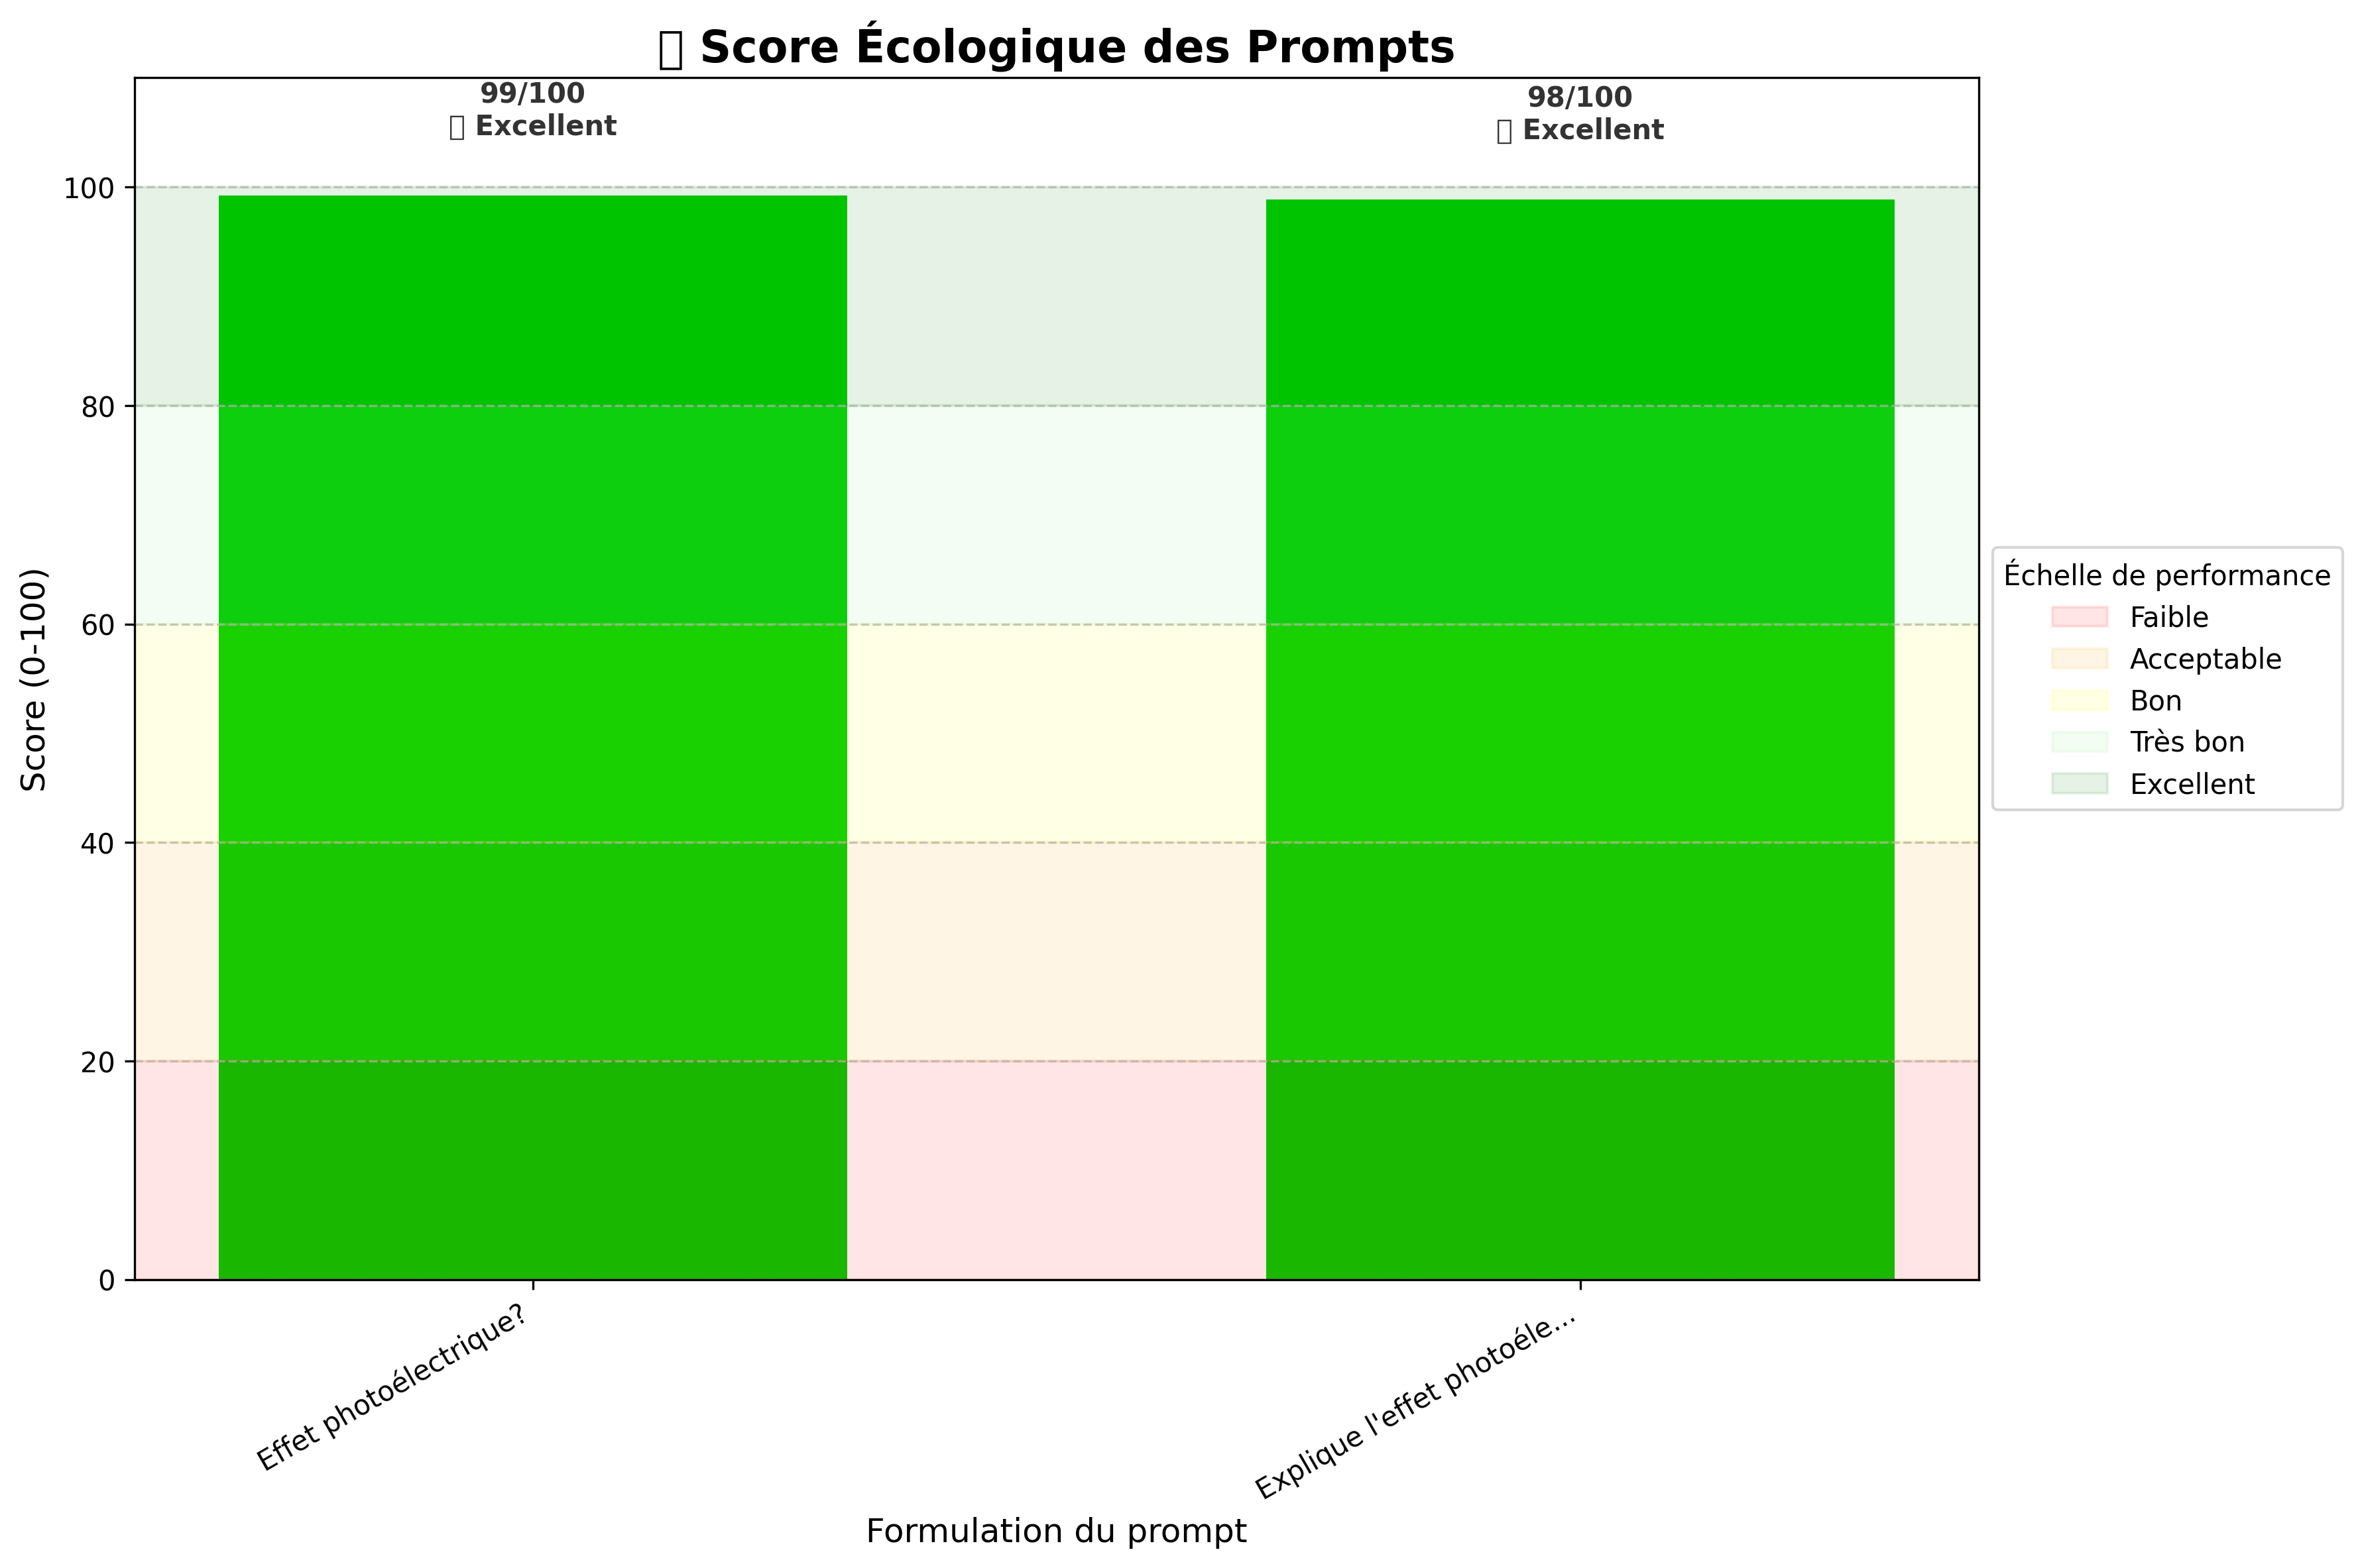 Score Écologique des Prompts
99/100
Excellent
98/100
Excellent
100
80
60
40
20
0
Score (0-100)
Échelle de performance
Faible
Acceptable
Bon
Très bon
Excellent
Effet photoélectrique?
Explique l'effet photoéle...
Formulation du prompt